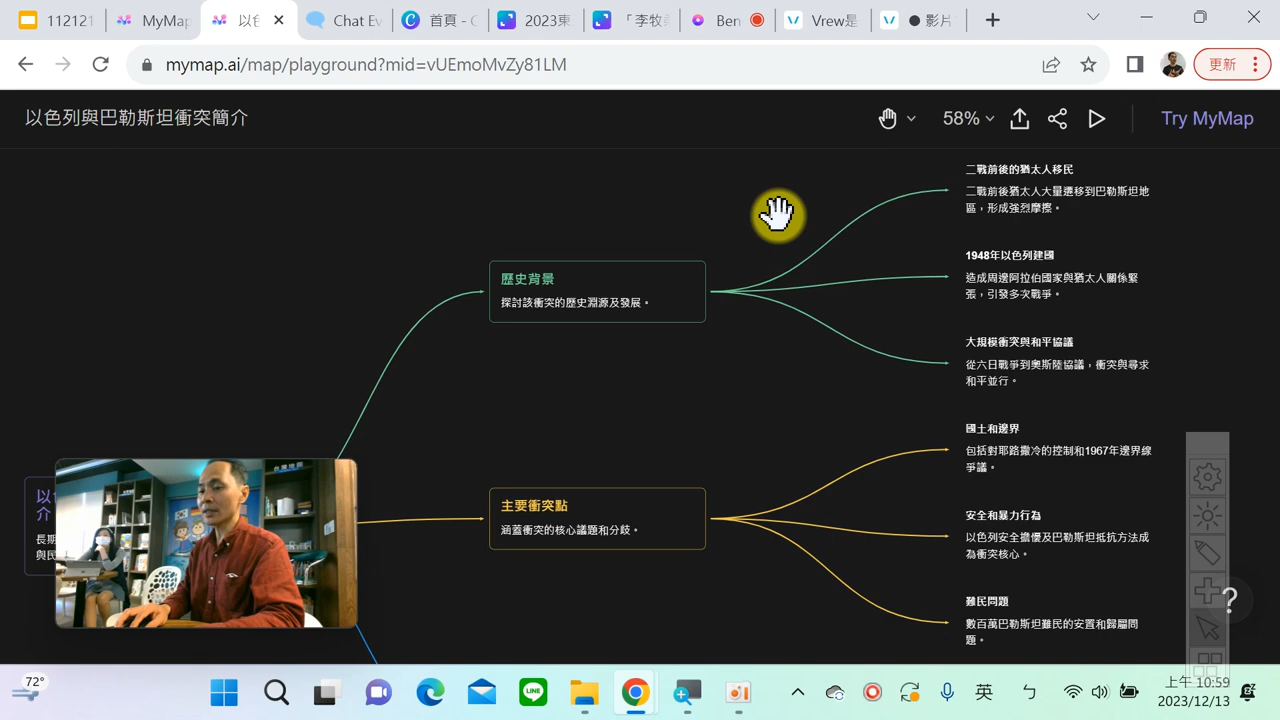 112121
MyMap
以色
Chat Ev
首頁 - C
2023東
「李牧
Ben
Vrew是
影片
mymap.ai/map/playground?mid=vUEmoMvZy81LM
更新
以色列與巴勒斯坦衝突簡介
58%
Try MyMap
二戰前後的猶太人移民
二戰前後猶太人大量遷移到巴勒斯坦地
區，形成強烈摩擦。
歷史背景
探討該衝突的歷史淵源及發展。
1948年以色列建國
造成周邊阿拉伯國家與猶太人關係緊
張，引發多次戰爭。
大規模衝突與和平協議
從六日戰爭到奧斯陸協議，衝突與尋求
和平並行。
國土和邊界
包括對耶路撒冷的控制和1967年邊界線
爭議。
主要衝突點
涵蓋衝突的核心議題和分歧。
安全和暴力行為
以色列安全擔憂及巴勒斯坦抵抗方法成
為衝突核心。
難民問題
數百萬巴勒斯坦難民的安置和歸屬問
題。
以
介
長期
與民
?
72°
LINE
英
ㄅ
上午 10:59
2023/12/13